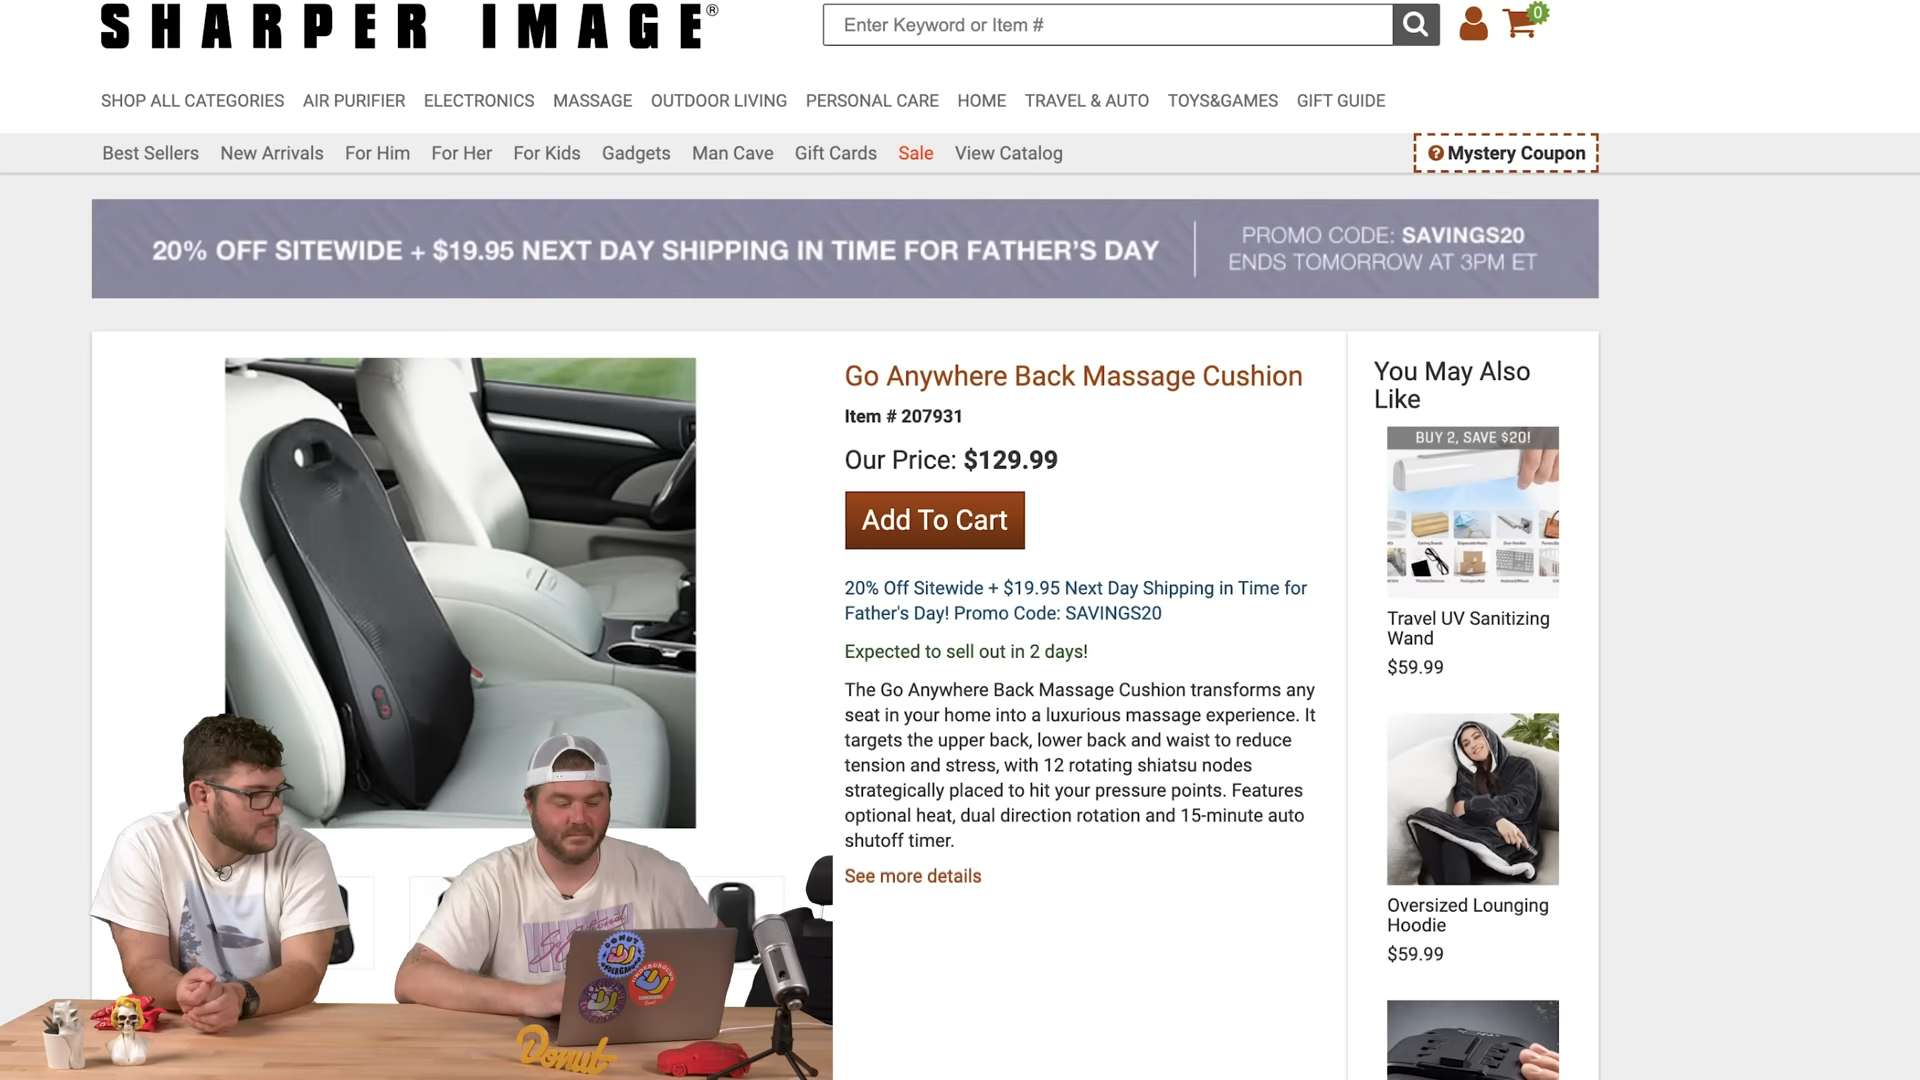 SHARPER IMAGE®
Enter Keyword or Item #
0
SHOP ALL CATEGORIES AIR PURIFIER ELECTRONICS MASSAGE OUTDOOR LIVING PERSONAL CARE HOME TRAVEL & AUTO TOYS&GAMES GIFT GUIDE
Best Sellers New Arrivals For Him For Her For Kids Gadgets Man Cave Gift Cards Sale View Catalog
Mystery Coupon
20% OFF SITEWIDE + $19.95 NEXT DAY SHIPPING IN TIME FOR FATHER'S DAY
PROMO CODE: SAVINGS20
ENDS TOMORROW AT 3PM ET
Go Anywhere Back Massage Cushion
Item # 207931
Our Price: $129.99
Add To Cart
20% Off Sitewide + $19.95 Next Day Shipping in Time for
Father's Day! Promo Code: SAVINGS20
Expected to sell out in 2 days!
The Go Anywhere Back Massage Cushion transforms any
seat in your home into a luxurious massage experience. It
targets the upper back, lower back and waist to reduce
tension and stress, with 12 rotating shiatsu nodes
strategically placed to hit your pressure points. Features
optional heat, dual direction rotation and 15-minute auto
shutoff timer.
See more details
You May Also
Like
BUY 2, SAVE $20!
Travel UV Sanitizing
Wand
$59.99
Oversized Lounging
Hoodie
$59.99
DONUT
UNDERGROUND
Donut